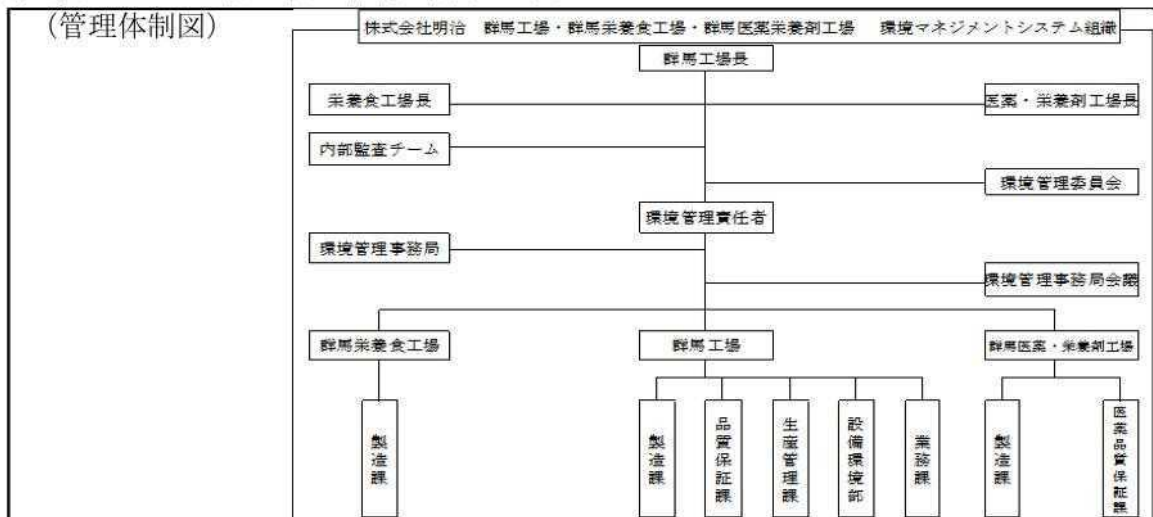 (管理体制図)
株式会社明治 群馬工場・群馬栄養食工場・群馬医薬栄養剤工場 環境マネジメントシステム組織
群馬工場長
栄養食工場長
医薬・栄養剤工場長
内部監査チーム
環境管理委員会
環境管理責任者
環境管理事務局
環境管理事務局会議
群馬栄養食工場
群馬工場
群馬医薬・栄養剤工場
製造課
製造課
品質保証課
生産管理課
設備環境部
業務課
製造課
医薬品質保証課